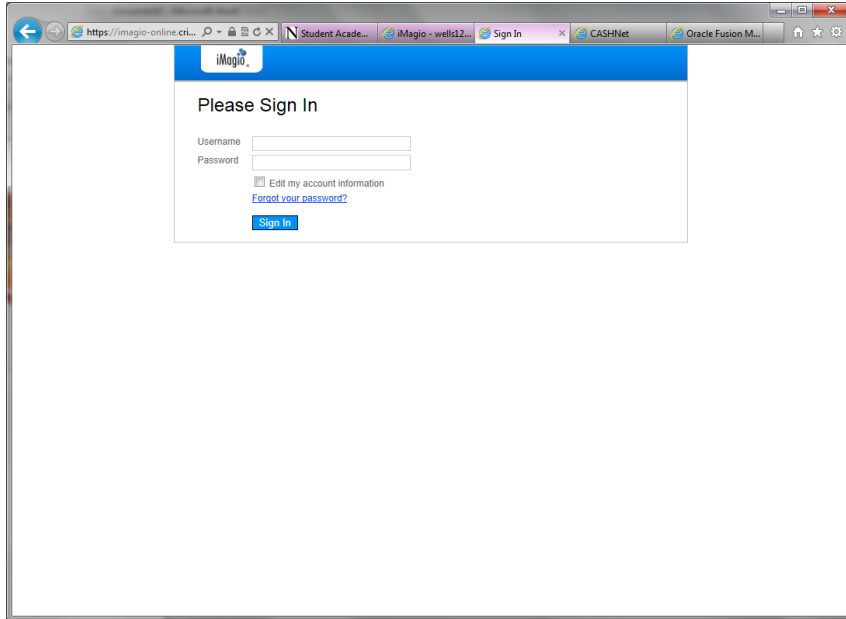 https://imagio-online.cri...
Student Acade...
iMagio - wells12...
Sign In
CASHNet
Oracle Fusion M...
iMagio
Please Sign In
Username
Password
Edit my account information
Forgot your password?
Sign In